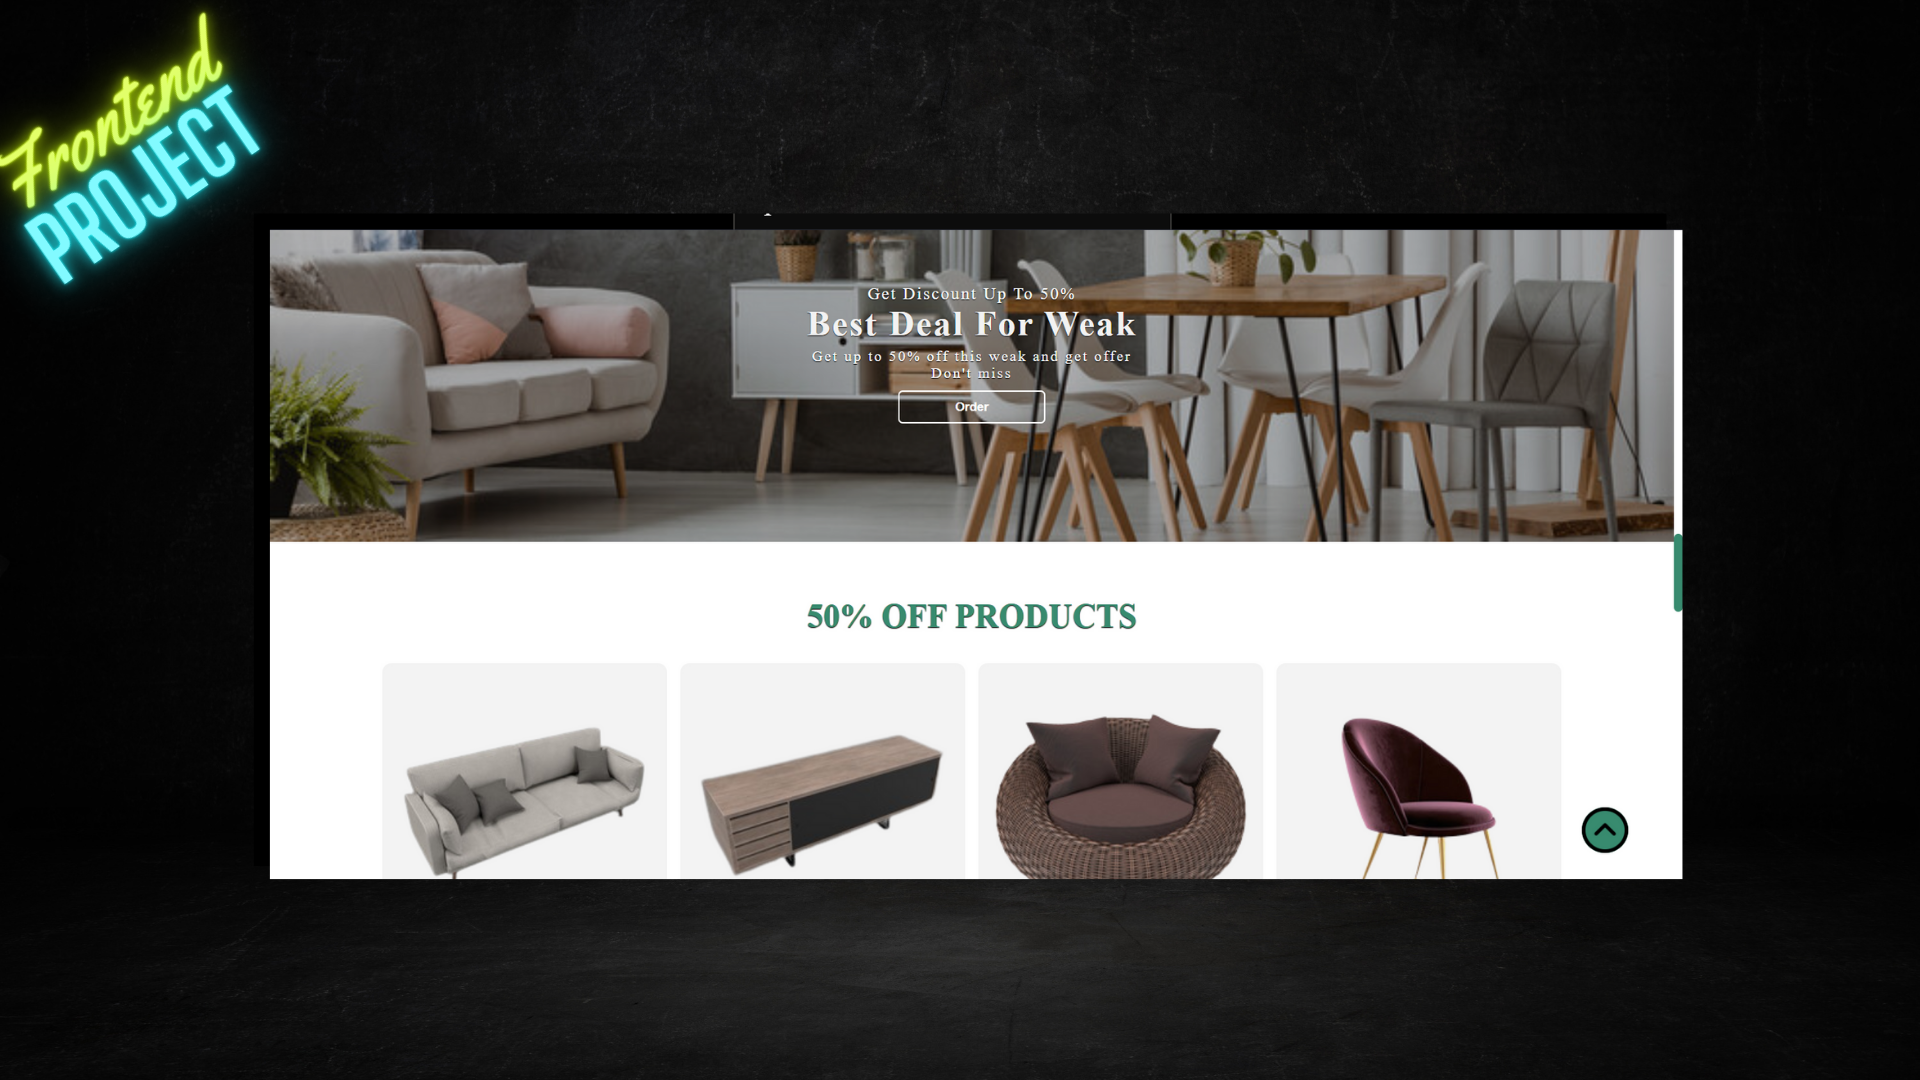 Frontend
PROJECT
Get Discount Up To 50%
Best Deal For Weak
Get up to 50% off this weak and get offer
Don't miss
Order
50% OFF PRODUCTS